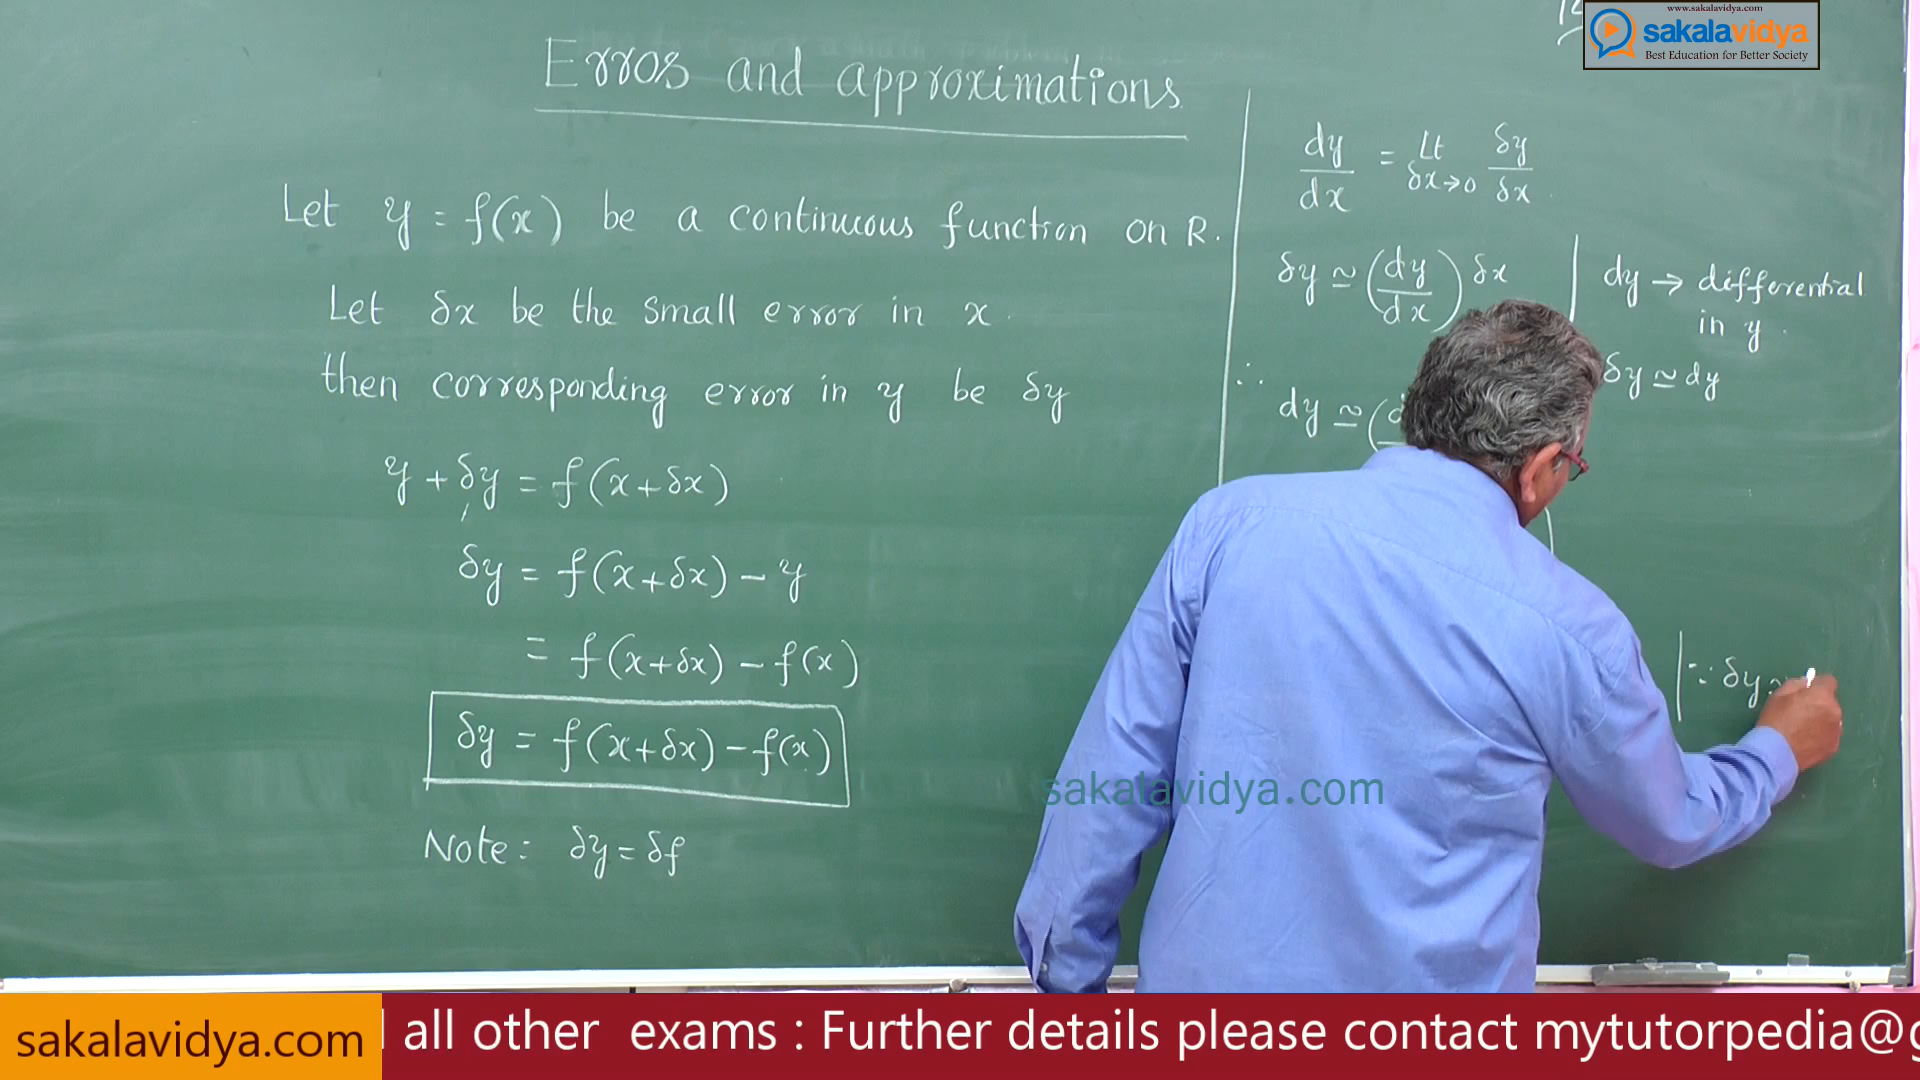 www.sakalavidya.com
sakalavidya
Best Education for Better Society
Erros and approximations
Let y = f(x) be a continuous function on R.
Let δx be the small error in x.
then corresponding error in y be δy
y + δy = f(x+δx)
δy = f(x+δx) - y
= f(x+δx) - f(x)
δy = f(x+δx) - f(x)
Note: δy = δf
dy/dx = Lt δx→0 δy/δx
δy ≃ (dy/dx) δx
∴ dy ≃ (
dy → differential
in y.
δy ≃ dy
∵ δy
sakalavidya.com
sakalavidya.com
all other exams : Further details please contact mytutorpedia@g